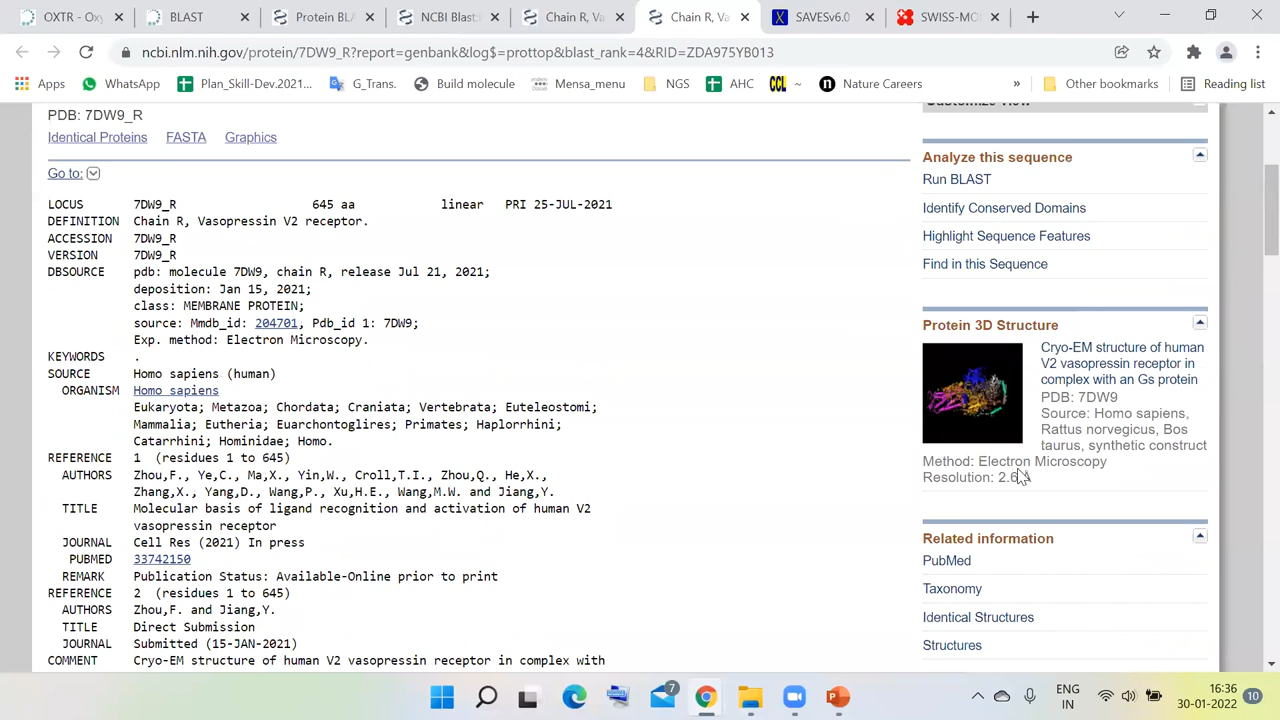 OXTR Oxy
BLAST
Protein BLA
NCBI Blast:
Chain R, Va
Chain R, Va
SAVESv6.0
SWISS-MO
ncbi.nlm.nih.gov/protein/7DW9_R?report=genbank&log$=prottop&blast_rank=4&RID=ZDA975YB013
Apps
WhatsApp
Plan_Skill-Dev.2021...
G_Trans.
Build molecule
Mensa_menu
NGS
AHC
CCL
~
Nature Careers
»
Other bookmarks
Reading list
PDB: 7DW9_R
Identical Proteins FASTA Graphics
Go to:
LOCUS 7DW9_R 645 aa linear PRI 25-JUL-2021
DEFINITION Chain R, Vasopressin V2 receptor.
ACCESSION 7DW9_R
VERSION 7DW9_R
DBSOURCE pdb: molecule 7DW9, chain R, release Jul 21, 2021;
deposition: Jan 15, 2021;
class: MEMBRANE PROTEIN;
source: Mmdb_id: 204701, Pdb_id 1: 7DW9;
Exp. method: Electron Microscopy.
KEYWORDS .
SOURCE Homo sapiens (human)
ORGANISM Homo sapiens
Eukaryota; Metazoa; Chordata; Craniata; Vertebrata; Euteleostomi;
Mammalia; Eutheria; Euarchontoglires; Primates; Haplorrhini;
Catarrhini; Hominidae; Homo.
REFERENCE 1 (residues 1 to 645)
AUTHORS Zhou,F., Ye,C., Ma,X., Yin,W., Croll,T.I., Zhou,Q., He,X.,
Zhang,X., Yang,D., Wang,P., Xu,H.E., Wang,M.W. and Jiang,Y.
TITLE Molecular basis of ligand recognition and activation of human V2
vasopressin receptor
JOURNAL Cell Res (2021) In press
PUBMED 33742150
REMARK Publication Status: Available-Online prior to print
REFERENCE 2 (residues 1 to 645)
AUTHORS Zhou,F. and Jiang,Y.
TITLE Direct Submission
JOURNAL Submitted (15-JAN-2021)
COMMENT Cryo-EM structure of human V2 vasopressin receptor in complex with
Customize view
Analyze this sequence
Run BLAST
Identify Conserved Domains
Highlight Sequence Features
Find in this Sequence
Protein 3D Structure
Cryo-EM structure of human
V2 vasopressin receptor in
complex with an Gs protein
PDB: 7DW9
Source: Homo sapiens,
Rattus norvegicus, Bos
taurus, synthetic construct
Method: Electron Microscopy
Resolution: 2.6
Related information
PubMed
Taxonomy
Identical Structures
Structures
7
ENG
IN
16:36
30-01-2022
10